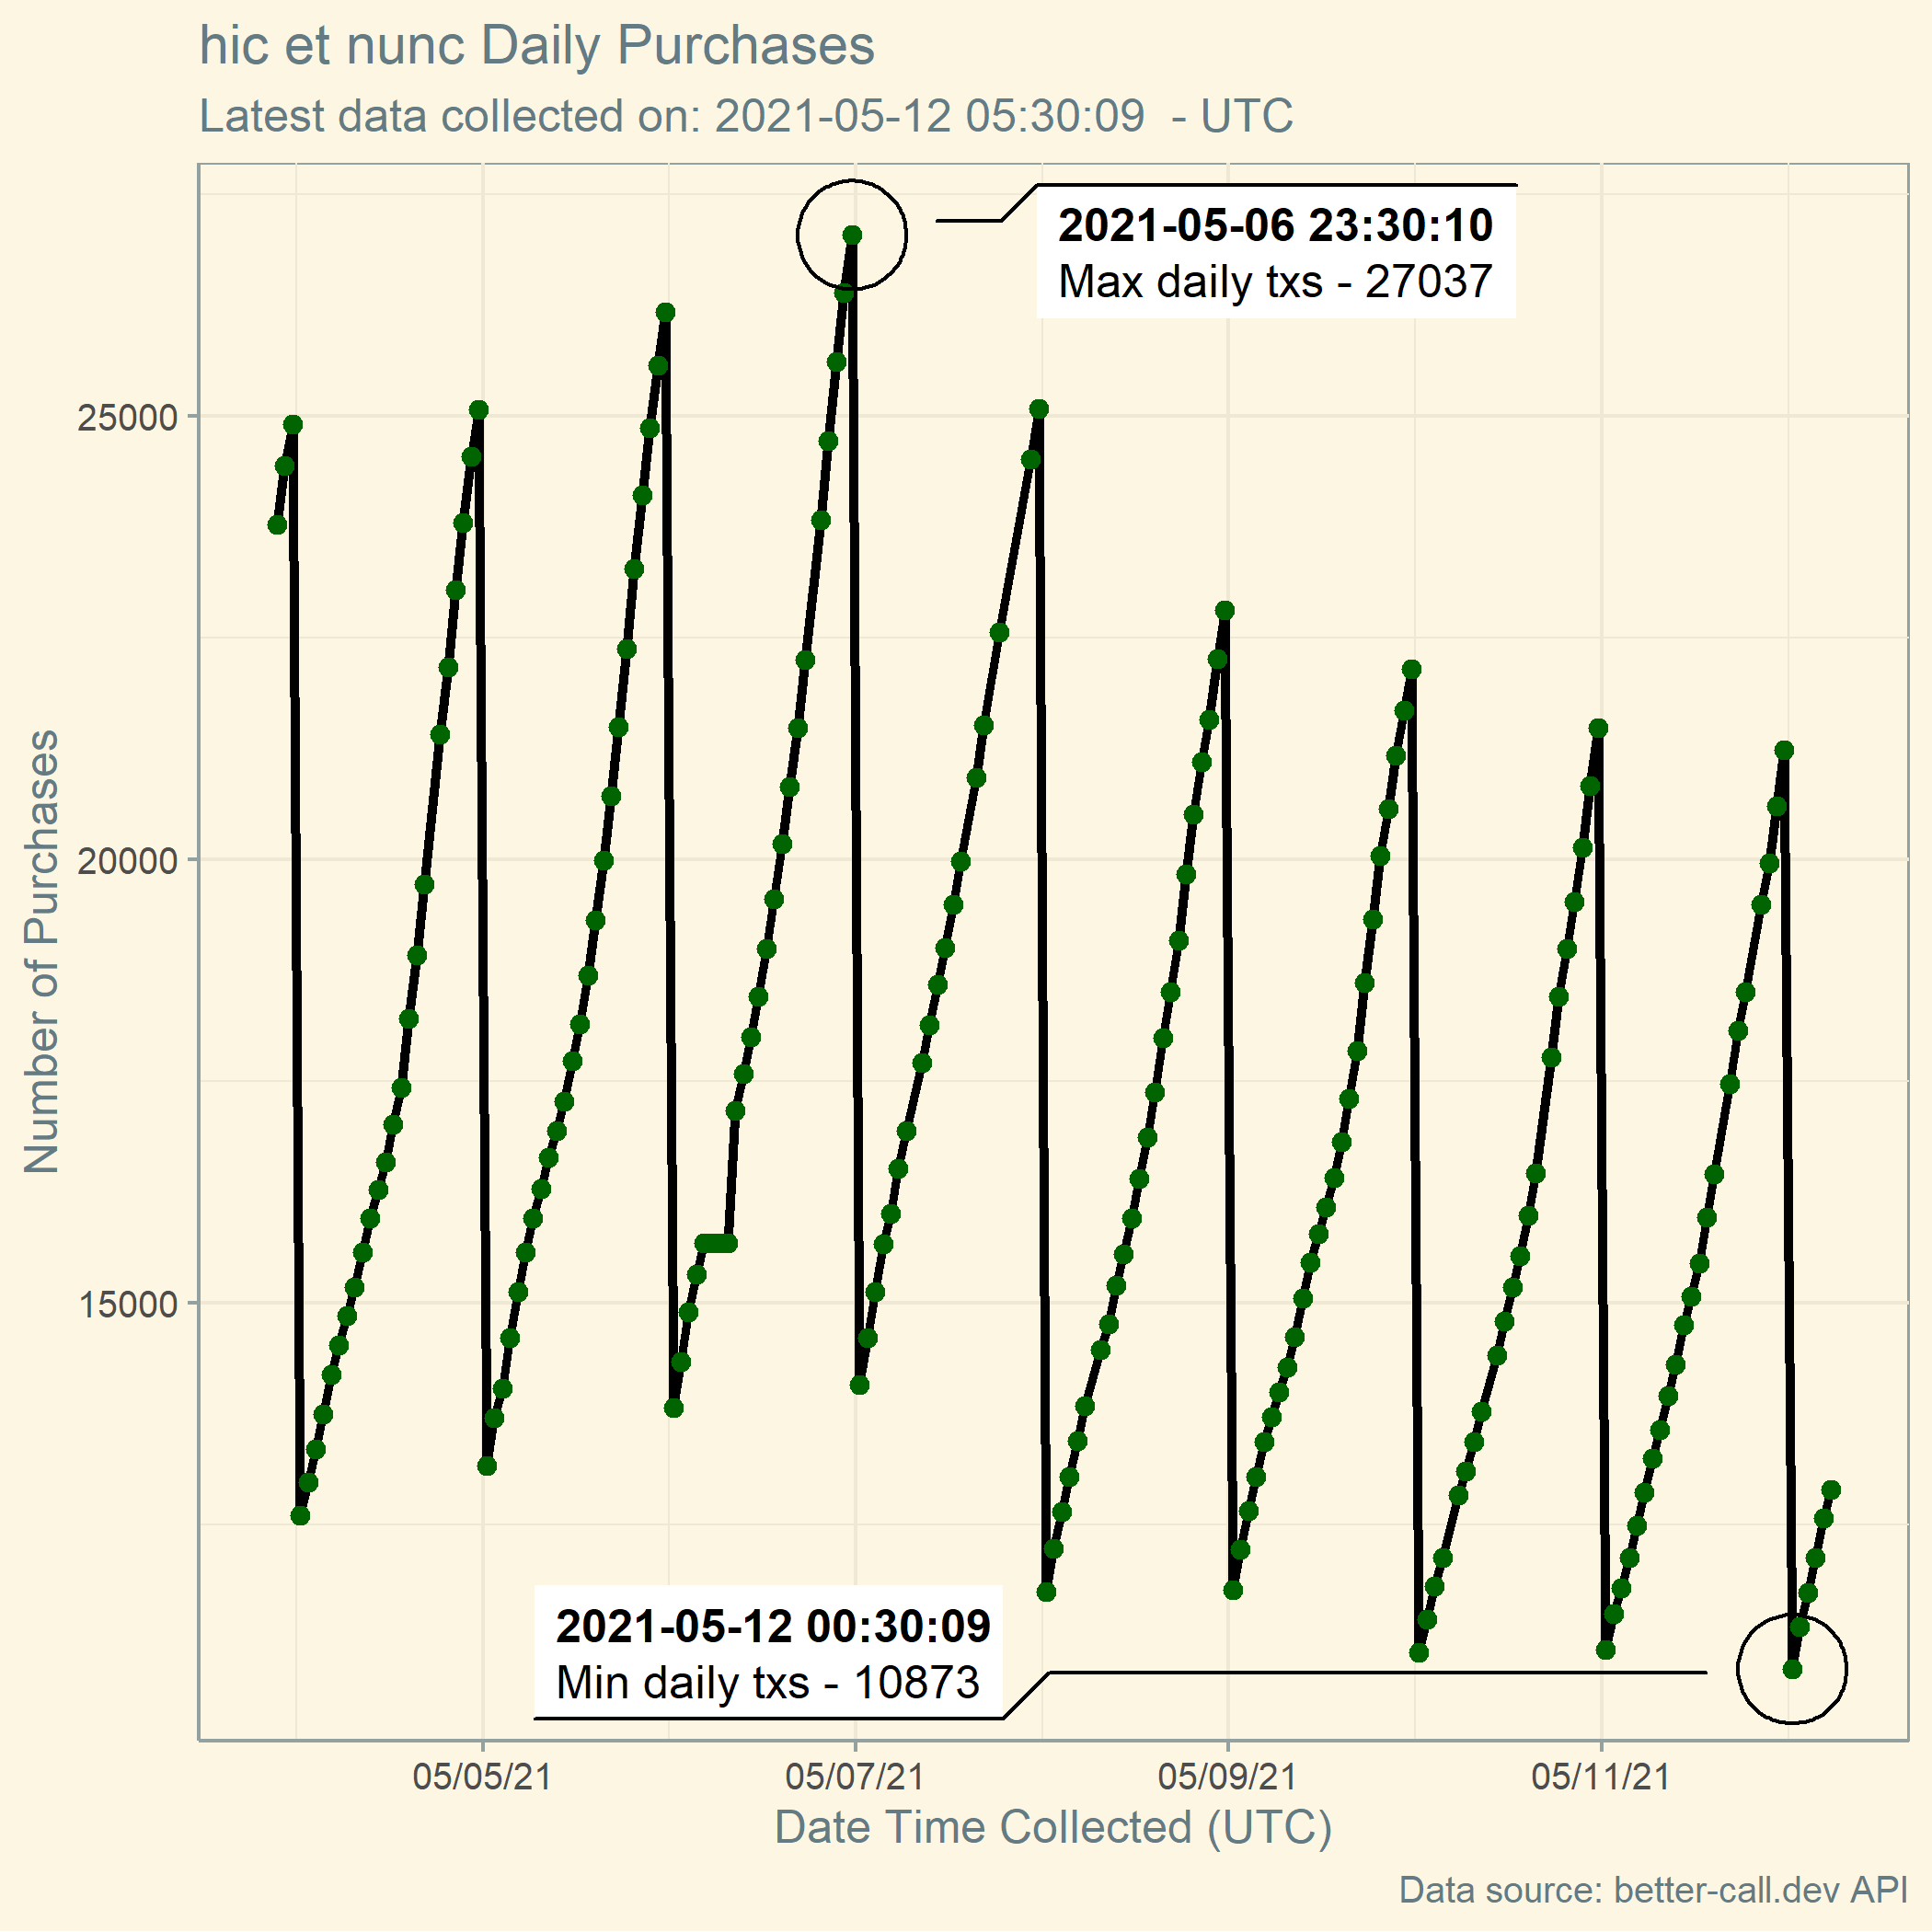 hic et nunc Daily Purchases
Latest data collected on: 2021-05-12 05:30:09  - UTC
2021-05-06 23:30:10
Max daily txs - 27037
Number of Purchases
25000
20000
15000
2021-05-12 00:30:09
Min daily txs - 10873
05/05/21
05/07/21
05/09/21
05/11/21
Date Time Collected (UTC)
Data source: better-call.dev API